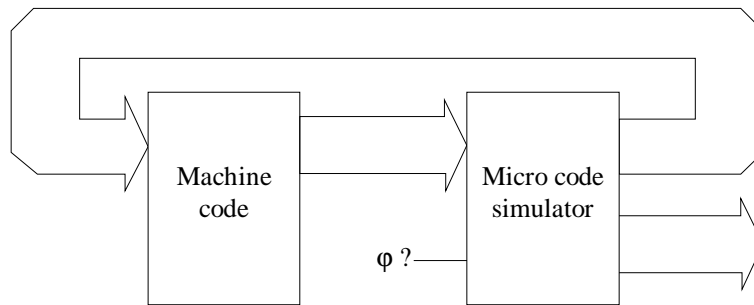 Machine
code
Micro code
simulator
φ ?